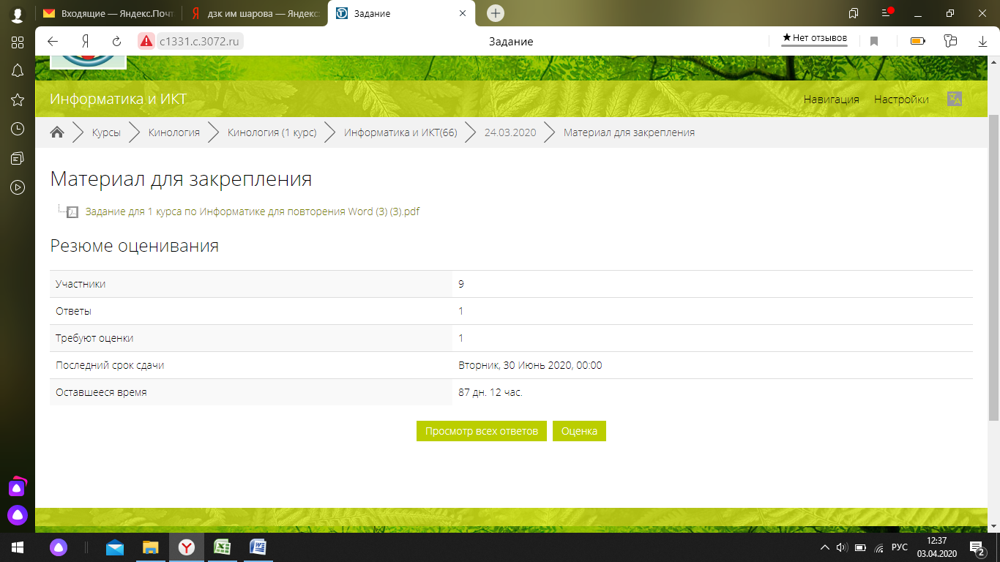 Входящие — Яндекс.Почт
дзк им шарова — Яндекс:
Задание
c1331.c.3072.ru
Задание
★Нет отзывов
Информатика и ИКТ
Навигация
Настройки
Курсы
Кинология
Кинология (1 курс)
Информатика и ИКТ(66)
24.03.2020
Материал для закрепления
Материал для закрепления
Задание для 1 курса по Информатике для повторения Word (3) (3).pdf
Резюме оценивания
Участники 9
Ответы 1
Требуют оценки 1
Последний срок сдачи Вторник, 30 Июнь 2020, 00:00
Оставшееся время 87 дн. 12 час.
Просмотр всех ответов
Оценка
РУС
12:37
03.04.2020
2